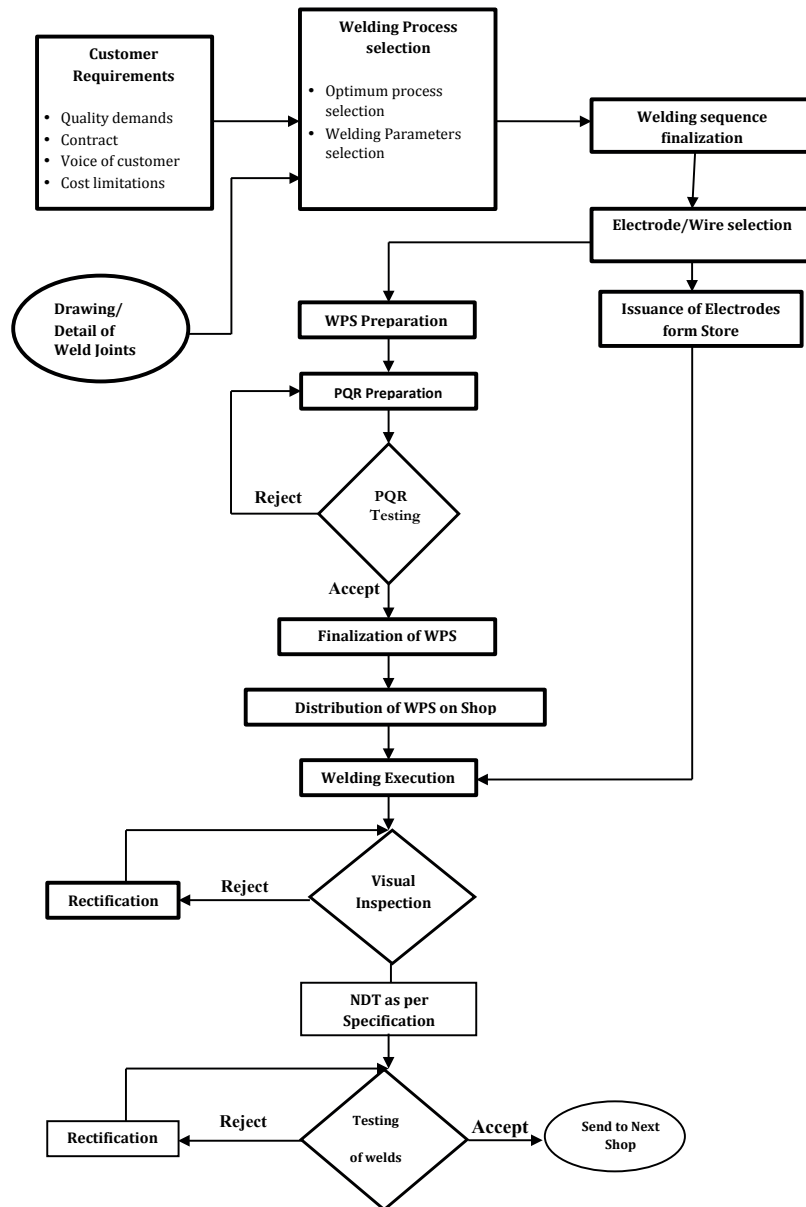 Customer
Requirements
• Quality demands
• Contract
• Voice of customer
• Cost limitations
Welding Process
selection
• Optimum process
selection
• Welding Parameters
selection
Welding sequence
finalization
Electrode/Wire selection
Drawing/
Detail of
Weld Joints
WPS Preparation
Issuance of Electrodes
form Store
PQR Preparation
Reject
PQR
Testing
Accept
Finalization of WPS
Distribution of WPS on Shop
Welding Execution
Rectification
Reject
Visual
Inspection
NDT as per
Specification
Rectification
Reject
Testing
of welds
Accept
Send to Next
Shop